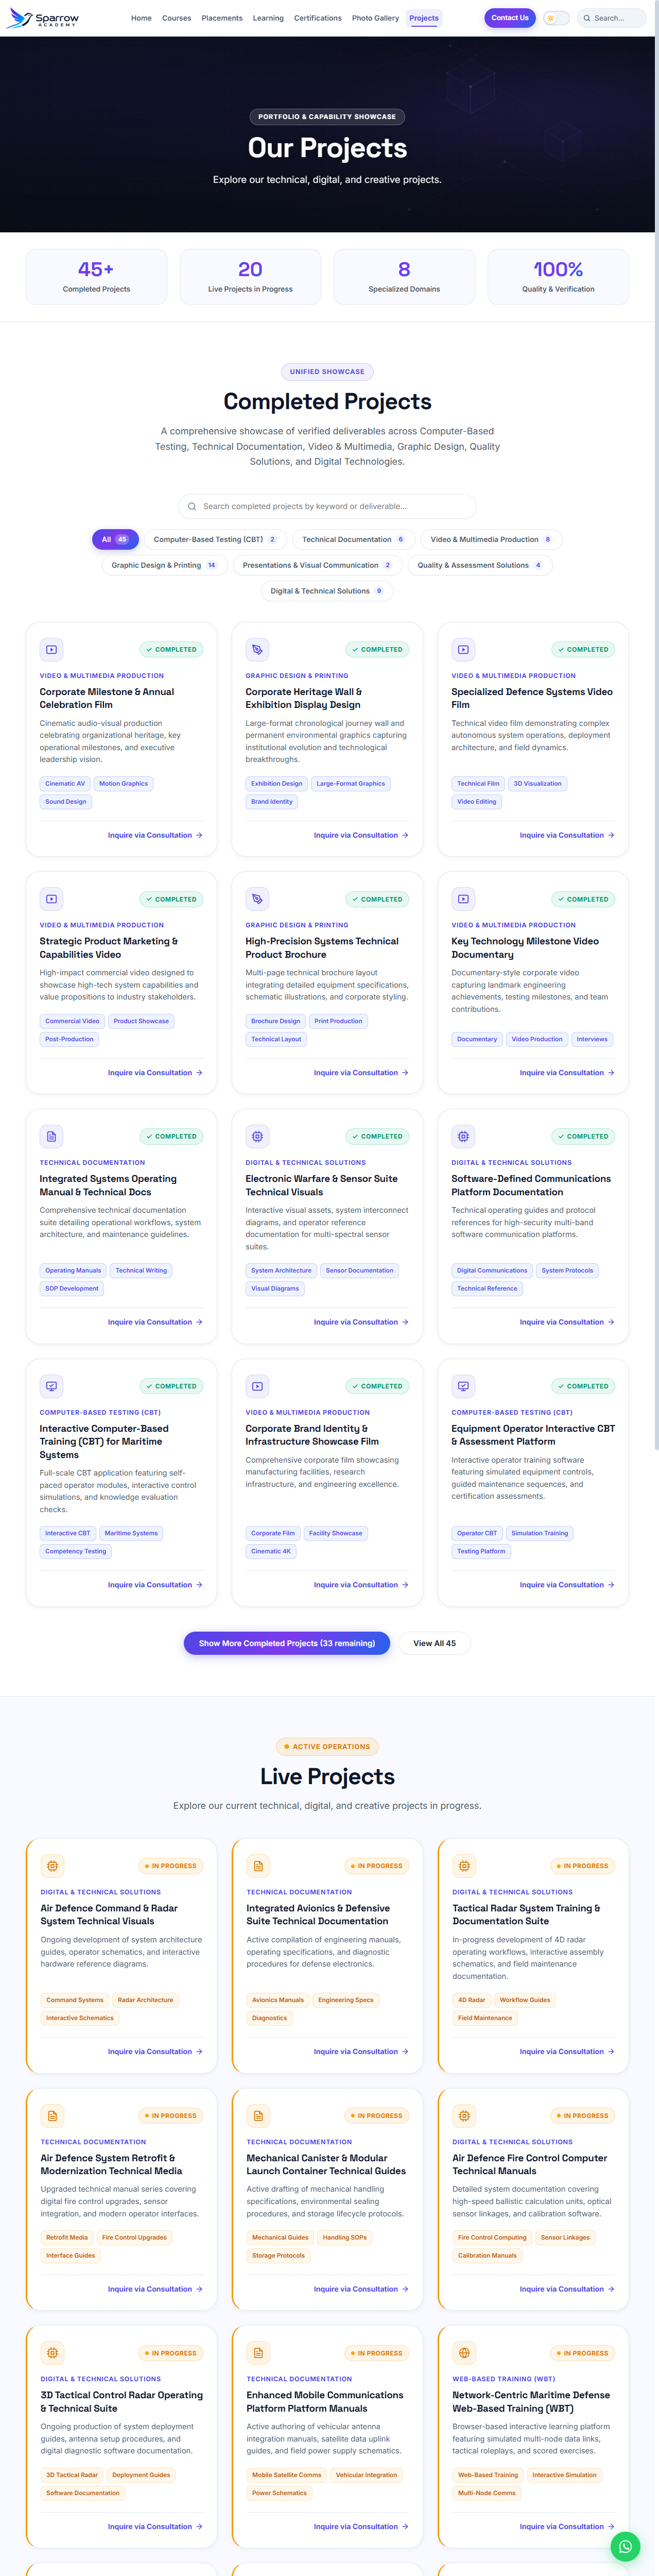 Sparrow
ACADEMY
Home Courses Placements Learning Certifications Photo Gallery Projects
Contact Us
Search...
PORTFOLIO & CAPABILITY SHOWCASE
Our Projects
Explore our technical, digital, and creative projects.
45+ 20 8 100%
Completed Projects Live Projects in Progress Specialized Domains Quality & Verification
UNIFIED SHOWCASE
Completed Projects
A comprehensive showcase of verified deliverables across Computer-Based
Testing, Technical Documentation, Video & Multimedia, Graphic Design, Quality
Solutions, and Digital Technologies.
Search completed projects by keyword or deliverable...
All 45 Computer-Based Testing (CBT) 2 Technical Documentation 6 Video & Multimedia Production 8
Graphic Design & Printing 14 Presentations & Visual Communication 2 Quality & Assessment Solutions 4
Digital & Technical Solutions 9
COMPLETED
VIDEO & MULTIMEDIA PRODUCTION
Corporate Milestone & Annual
Celebration Film
Cinematic audio-visual production
celebrating organizational heritage, key
operational milestones, and executive
leadership vision.
Cinematic AV Motion Graphics
Sound Design
Inquire via Consultation →
COMPLETED
GRAPHIC DESIGN & PRINTING
Corporate Heritage Wall &
Exhibition Display Design
Large-format chronological journey wall and
permanent environmental graphics capturing
institutional evolution and technological
breakthroughs.
Exhibition Design Large-Format Graphics
Brand Identity
Inquire via Consultation →
COMPLETED
VIDEO & MULTIMEDIA PRODUCTION
Specialized Defence Systems Video
Film
Technical video film demonstrating complex
autonomous system operations, deployment
architecture, and field dynamics.
Technical Film 3D Visualization
Video Editing
Inquire via Consultation →
COMPLETED
VIDEO & MULTIMEDIA PRODUCTION
Strategic Product Marketing &
Capabilities Video
High-impact commercial video designed to
showcase high-tech system capabilities and
value propositions to industry stakeholders.
Commercial Video Product Showcase
Post-Production
Inquire via Consultation →
COMPLETED
GRAPHIC DESIGN & PRINTING
High-Precision Systems Technical
Product Brochure
Multi-page technical brochure layout
integrating detailed equipment specifications,
schematic illustrations, and corporate styling.
Brochure Design Print Production
Technical Layout
Inquire via Consultation →
COMPLETED
VIDEO & MULTIMEDIA PRODUCTION
Key Technology Milestone Video
Documentary
Documentary-style corporate video
capturing landmark engineering
achievements, testing milestones, and team
contributions.
Documentary Video Production Interviews
Inquire via Consultation →
COMPLETED
TECHNICAL DOCUMENTATION
Integrated Systems Operating
Manual & Technical Docs
Comprehensive technical documentation
suite detailing operational workflows, system
architecture, and maintenance guidelines.
Operating Manuals Technical Writing
SOP Development
Inquire via Consultation →
COMPLETED
DIGITAL & TECHNICAL SOLUTIONS
Electronic Warfare & Sensor Suite
Technical Visuals
Interactive visual assets, system interconnect
diagrams, and operator reference
documentation for multi-spectral sensor
suites.
System Architecture Sensor Documentation
Visual Diagrams
Inquire via Consultation →
COMPLETED
DIGITAL & TECHNICAL SOLUTIONS
Software-Defined Communications
Platform Documentation
Technical operating guides and protocol
references for high-security multi-band
software communication platforms.
Digital Communications System Protocols
Technical Reference
Inquire via Consultation →
COMPLETED
COMPUTER-BASED TESTING (CBT)
Interactive Computer-Based
Training (CBT) for Maritime
Systems
Full-scale CBT application featuring self-
paced operator modules, interactive control
simulations, and knowledge evaluation
checks.
Interactive CBT Maritime Systems
Competency Testing
Inquire via Consultation →
COMPLETED
VIDEO & MULTIMEDIA PRODUCTION
Corporate Brand Identity &
Infrastructure Showcase Film
Comprehensive corporate film showcasing
manufacturing facilities, research
infrastructure, and engineering excellence.
Corporate Film Facility Showcase
Cinematic 4K
Inquire via Consultation →
COMPLETED
COMPUTER-BASED TESTING (CBT)
Equipment Operator Interactive CBT
& Assessment Platform
Interactive operator training software
featuring simulated equipment controls,
guided maintenance sequences, and
certification assessments.
Operator CBT Simulation Training
Testing Platform
Inquire via Consultation →
Show More Completed Projects (33 remaining) View All 45
ACTIVE OPERATIONS
Live Projects
Explore our current technical, digital, and creative projects in progress.
IN PROGRESS
DIGITAL & TECHNICAL SOLUTIONS
Air Defence Command & Radar
System Technical Visuals
Ongoing development of system architecture
guides, operator schematics, and interactive
hardware reference diagrams.
Command Systems Radar Architecture
Interactive Schematics
Inquire via Consultation →
IN PROGRESS
TECHNICAL DOCUMENTATION
Integrated Avionics & Defensive
Suite Technical Documentation
Active compilation of engineering manuals,
operating specifications, and diagnostic
procedures for defense electronics.
Avionics Manuals Engineering Specs
Diagnostics
Inquire via Consultation →
IN PROGRESS
DIGITAL & TECHNICAL SOLUTIONS
Tactical Radar System Training &
Documentation Suite
In-progress development of 4D radar
operating workflows, interactive assembly
schematics, and field maintenance
documentation.
4D Radar Workflow Guides
Field Maintenance
Inquire via Consultation →
IN PROGRESS
TECHNICAL DOCUMENTATION
Air Defence System Retrofit &
Modernization Technical Media
Upgraded technical manual series covering
digital fire control upgrades, sensor
integration, and modern operator interfaces.
Retrofit Media Fire Control Upgrades
Interface Guides
Inquire via Consultation →
IN PROGRESS
TECHNICAL DOCUMENTATION
Mechanical Canister & Modular
Launch Container Technical Guides
Active drafting of mechanical handling
specifications, environmental sealing
procedures, and storage lifecycle protocols.
Mechanical Guides Handling SOPs
Storage Protocols
Inquire via Consultation →
IN PROGRESS
DIGITAL & TECHNICAL SOLUTIONS
Air Defence Fire Control Computer
Technical Manuals
Detailed system documentation covering
high-speed ballistic calculation units, optical
sensor linkages, and calibration software.
Fire Control Computing Sensor Linkages
Calibration Manuals
Inquire via Consultation →
IN PROGRESS
DIGITAL & TECHNICAL SOLUTIONS
3D Tactical Control Radar Operating
& Technical Suite
Ongoing production of system deployment
guides, antenna setup procedures, and
digital diagnostic software documentation.
3D Tactical Radar Deployment Guides
Software Documentation
Inquire via Consultation →
IN PROGRESS
TECHNICAL DOCUMENTATION
Enhanced Mobile Communications
Platform Platform Manuals
Active authoring of vehicular antenna
integration manuals, satellite data uplink
guides, and field power supply schematics.
Mobile Satellite Comms Vehicular Integration
Power Schematics
Inquire via Consultation →
IN PROGRESS
WEB-BASED TRAINING (WBT)
Network-Centric Maritime Defense
Web-Based Training (WBT)
Browser-based interactive learning platform
featuring simulated multi-node data links,
tactical roleplays, and scored exercises.
Web-Based Training Interactive Simulation
Multi-Node Comms
Inquire via Consultation →